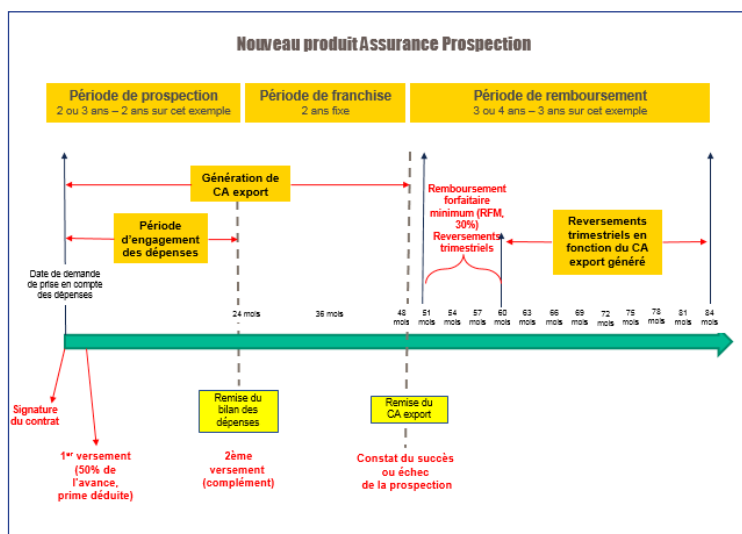 Nouveau produit Assurance Prospection
Période de prospection
2 ou 3 ans – 2 ans sur cet exemple
Période de franchise
2 ans fixe
Période de remboursement
3 ou 4 ans – 3 ans sur cet exemple
Génération de
CA export
Période
d'engagement
des dépenses
Remboursement
forfaitaire
minimum (RFM,
30%)
Reversements
trimestriels
Reversements
trimestriels en
fonction du CA
export généré
Date de demande
de prise en compte
des dépenses
24 mois
36 mois
48
mois
51
mois
54
mois
57
mois
60
mois
63
mois
66
mois
69
mois
72
mois
75
mois
78
mois
81
mois
84
mois
Signature
du contrat
1er versement
(50% de
l'avance,
prime déduite)
Remise du
bilan des
dépenses
2ème
versement
(complément)
Remise du
CA export
Constat du succès
ou échec
de la prospection